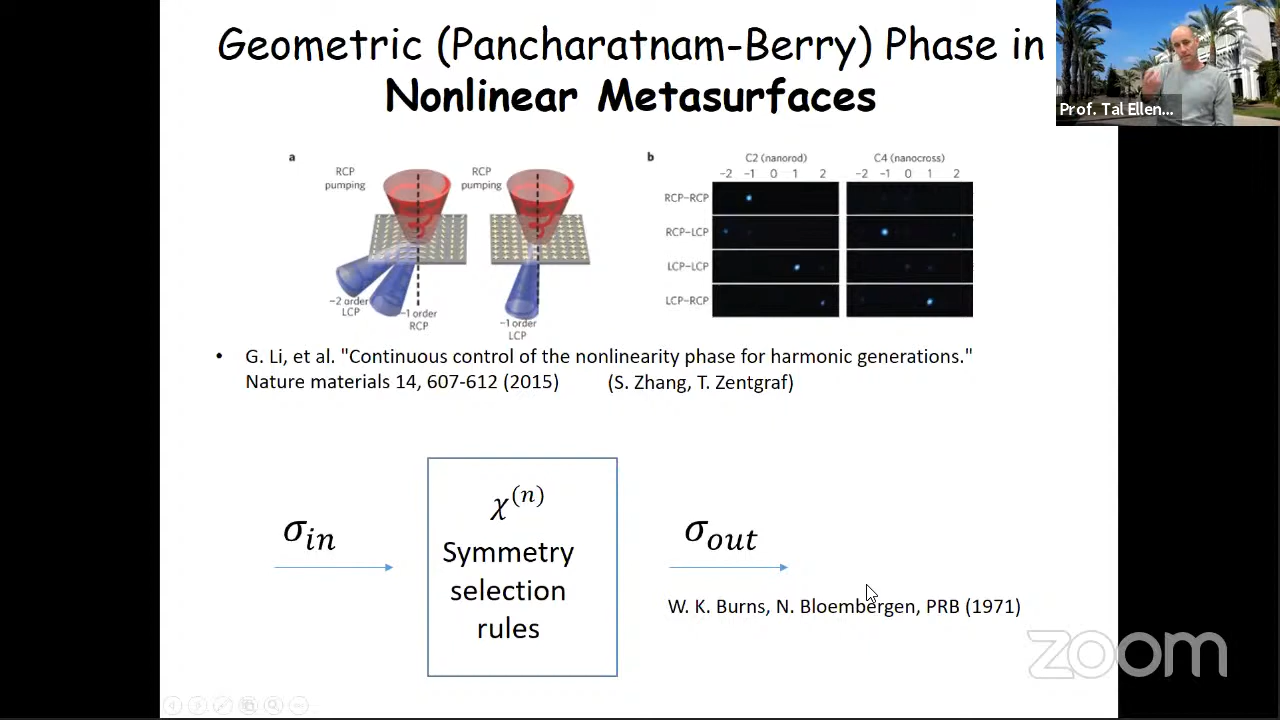 Geometric (Pancharatnam-Berry) Phase in
Nonlinear Metasurfaces
Prof. Tal Ellen...
a
RCP
pumping
RCP
pumping
−2 order
LCP
−1 order
RCP
−1 order
LCP
b
C2 (nanorod)
C4 (nanocross)
−2 −1 0 1 2
−2 −1 0 1 2
RCP–RCP
RCP–LCP
LCP–LCP
LCP–RCP
• G. Li, et al. "Continuous control of the nonlinearity phase for harmonic generations."
Nature materials 14, 607-612 (2015) (S. Zhang, T. Zentgraf)
σin
χ(n)
Symmetry
selection
rules
σout
W. K. Burns, N. Bloembergen, PRB (1971)
zoom